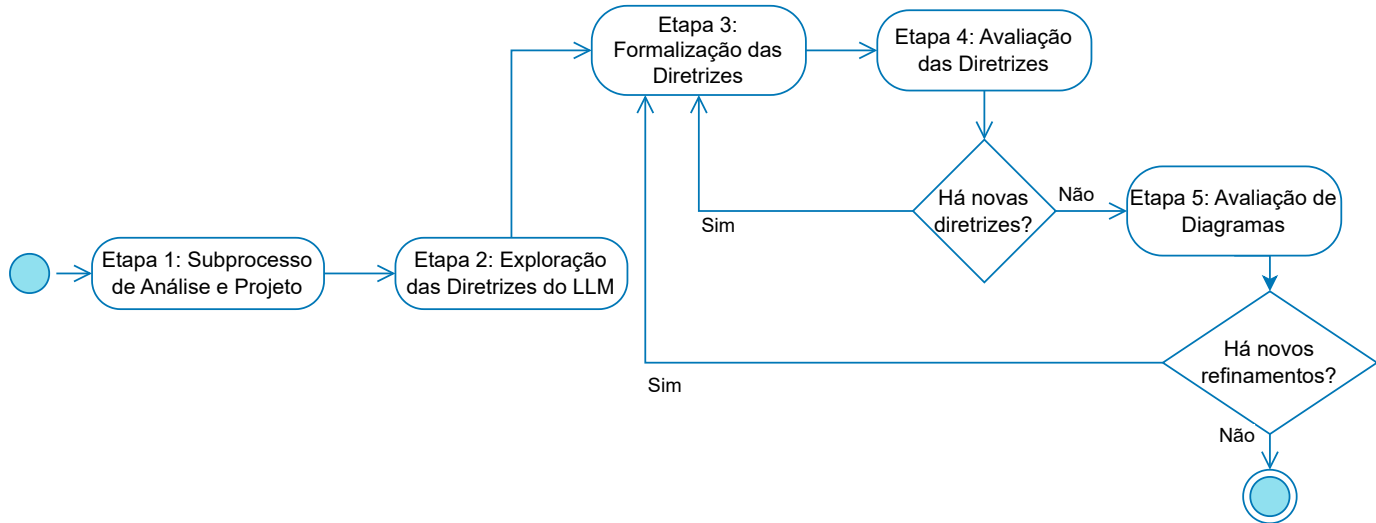 Etapa 1: Subprocesso
de Análise e Projeto
Etapa 2: Exploração
das Diretrizes do LLM
Etapa 3:
Formalização das
Diretrizes
Etapa 4: Avaliação
das Diretrizes
Há novas
diretrizes?
Sim
Não
Etapa 5: Avaliação de
Diagramas
Há novos
refinamentos?
Sim
Não